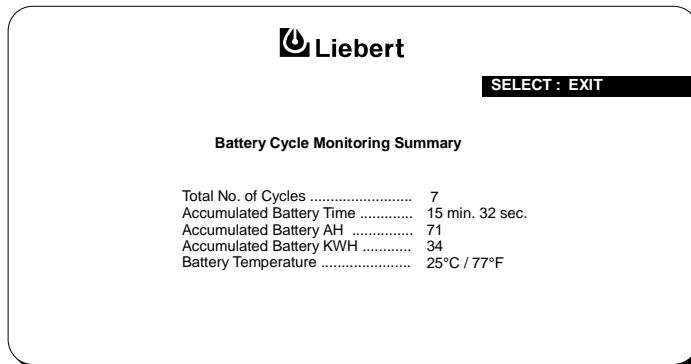 Liebert
SELECT : EXIT
Battery Cycle Monitoring Summary
Total No. of Cycles ......................... 7
Accumulated Battery Time ............. 15 min. 32 sec.
Accumulated Battery AH ............... 71
Accumulated Battery KWH ............ 34
Battery Temperature ...................... 25°C / 77°F